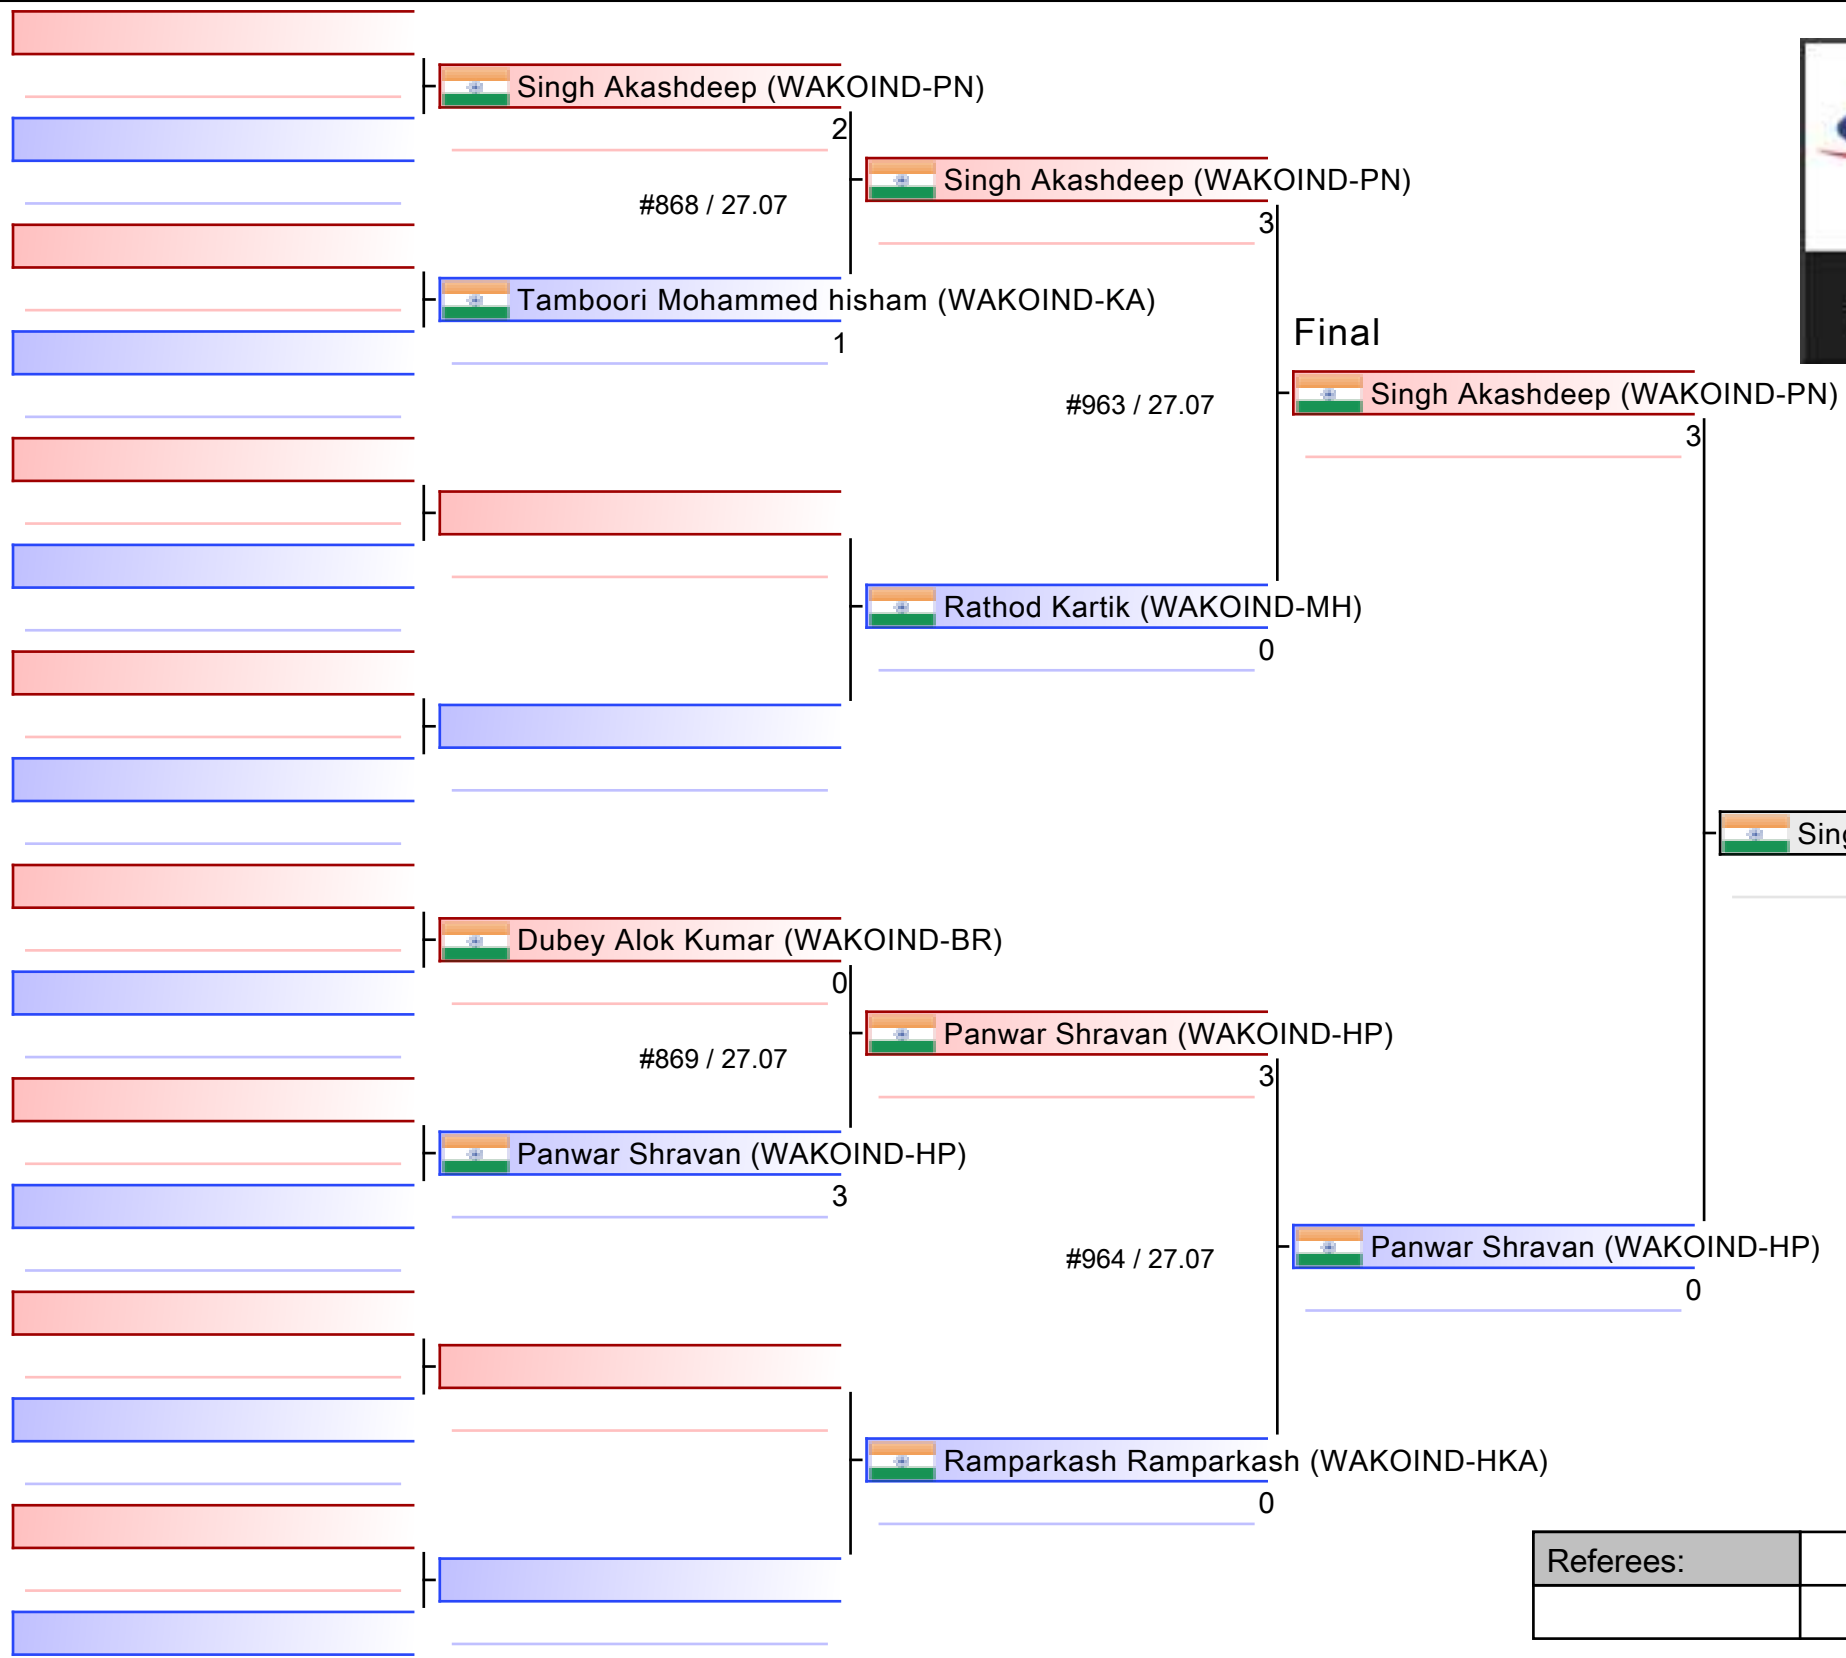 Singh Akashdeep (WAKOIND-PN)
2
Singh Akashdeep (WAKOIND-PN)
#868 / 27.07
3
Tamboori Mohammed hisham (WAKOIND-KA)
Final
1
Singh Akashdeep (WAKOIND-PN)
#963 / 27.07
3
Rathod Kartik (WAKOIND-MH)
0
Sing
Dubey Alok Kumar (WAKOIND-BR)
0
Panwar Shravan (WAKOIND-HP)
#869 / 27.07
3
Panwar Shravan (WAKOIND-HP)
3
Panwar Shravan (WAKOIND-HP)
#964 / 27.07
0
Ramparkash Ramparkash (WAKOIND-HKA)
0
Referees: